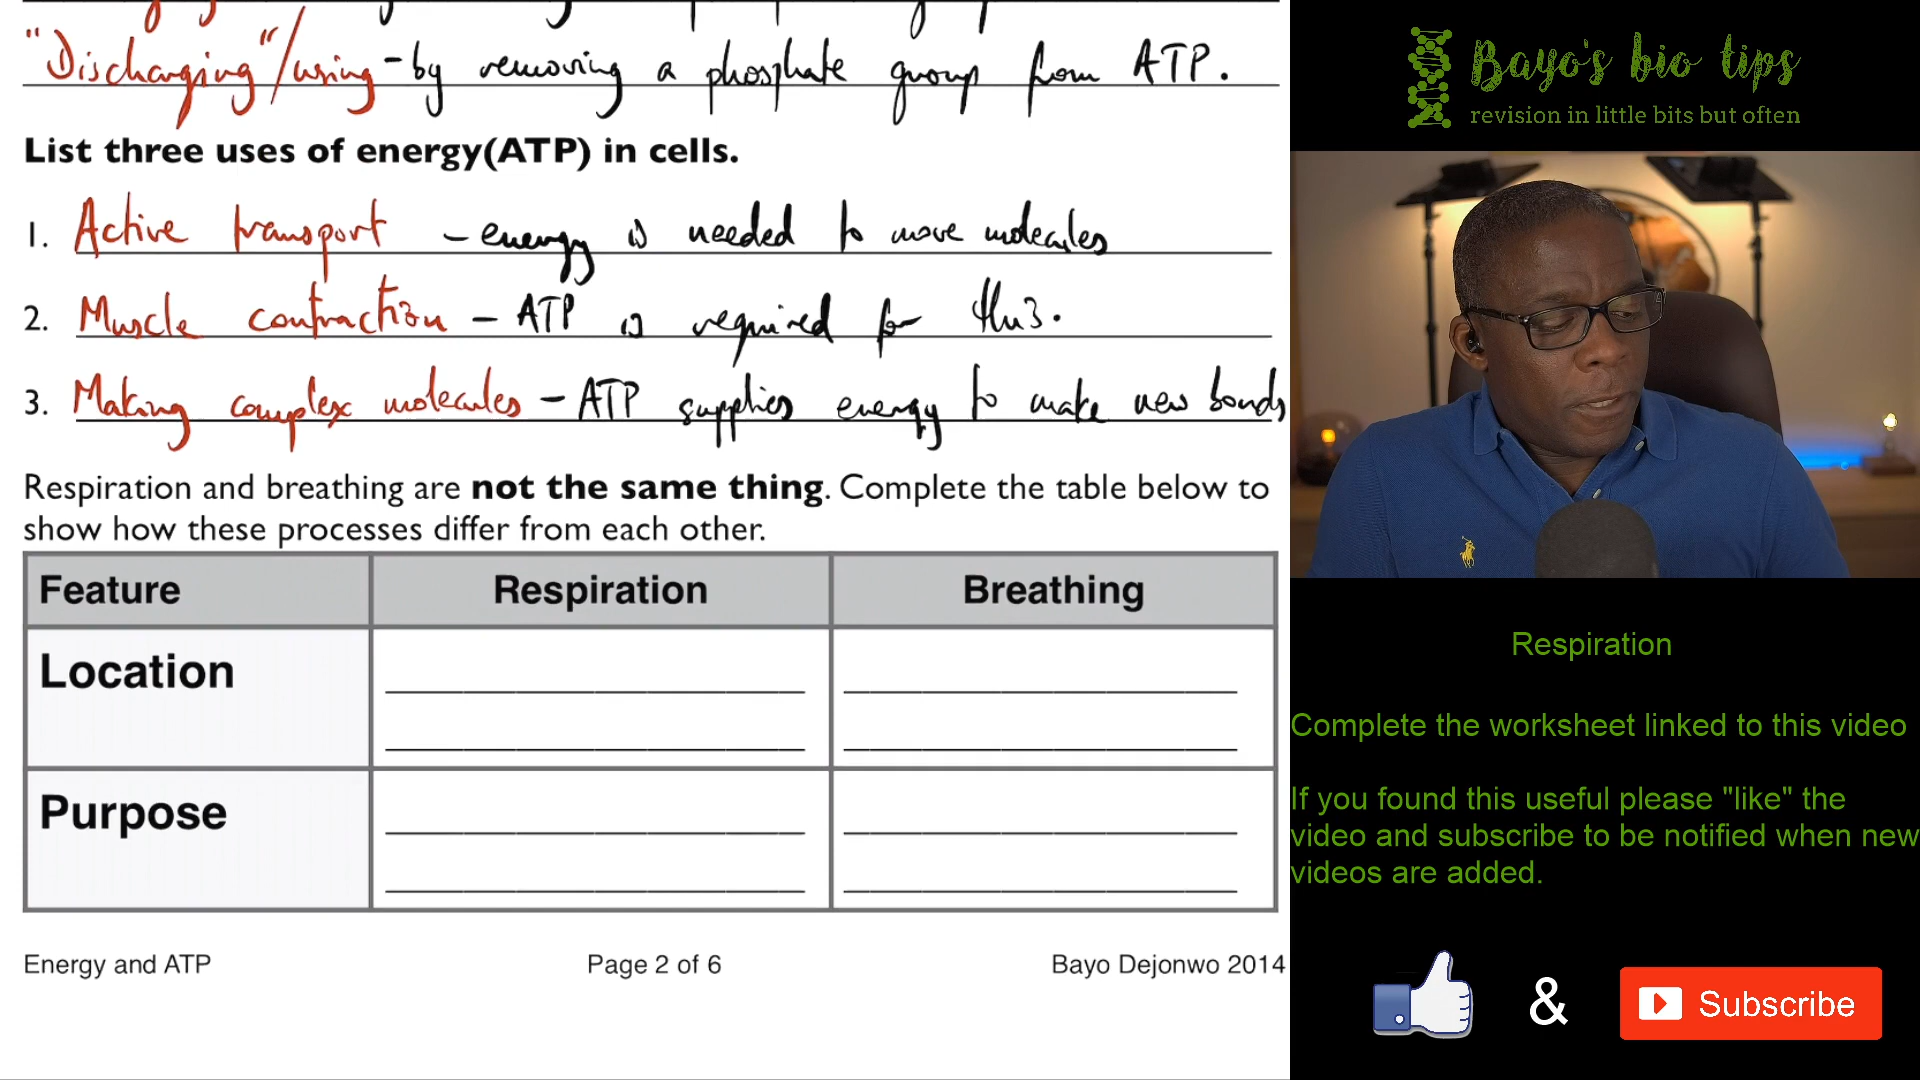 "Discharging"/using - by removing a phosphate group from ATP.
List three uses of energy(ATP) in cells.
1. Active transport - energy is needed to move molecules
2. Muscle contraction - ATP is required for this.
3. Making complex molecules - ATP supplies energy to make new bonds
Respiration and breathing are not the same thing. Complete the table below to
show how these processes differ from each other.
Feature Respiration Breathing
Location
Purpose
Energy and ATP Page 2 of 6 Bayo Dejonwo 2014
Bayo's bio tips
revision in little bits but often
Respiration
Complete the worksheet linked to this video
If you found this useful please "like" the
video and subscribe to be notified when new
videos are added.
& Subscribe